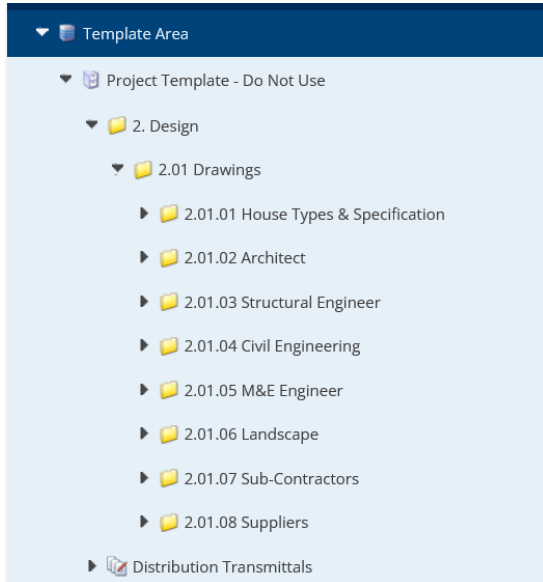 Template Area
Project Template - Do Not Use
2. Design
2.01 Drawings
2.01.01 House Types & Specification
2.01.02 Architect
2.01.03 Structural Engineer
2.01.04 Civil Engineering
2.01.05 M&E Engineer
2.01.06 Landscape
2.01.07 Sub-Contractors
2.01.08 Suppliers
Distribution Transmittals